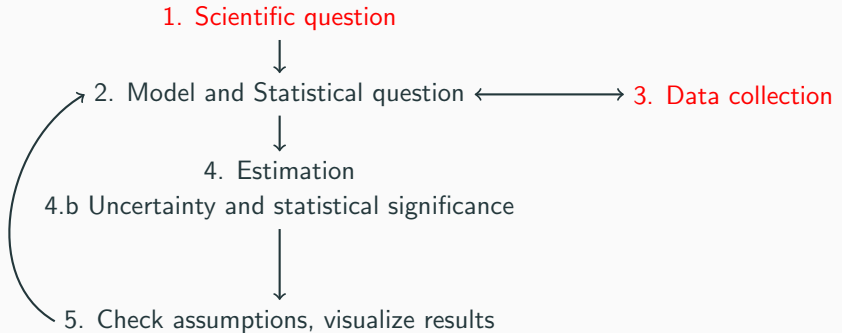 1. Scientific question
2. Model and Statistical question
3. Data collection
4. Estimation
4.b Uncertainty and statistical significance
5. Check assumptions, visualize results